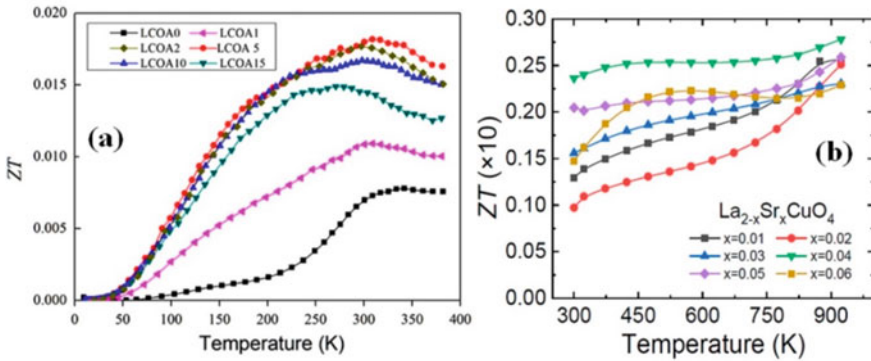 0.020
0.015
0.010
0.005
0.000
ZT
LCOA0 LCOA1
LCOA2 LCOA 5
LCOA10 LCOA15
(a)
0 50 100 150 200 250 300 350 400
Temperature (K)
0.30
0.25
0.20
0.15
0.10
0.05
0.00
ZT (×10)
(b)
La₂₋ₓSrₓCuO₄
x=0.01 x=0.02
x=0.03 x=0.04
x=0.05 x=0.06
300 450 600 750 900
Temperature (K)